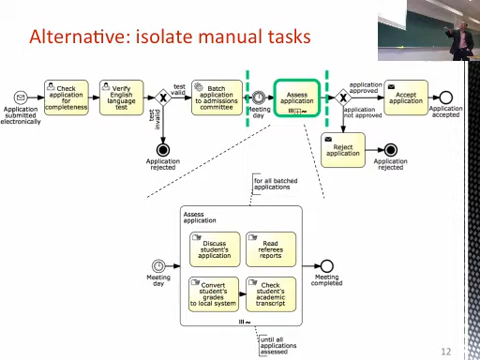 Alternative: isolate manual tasks
Application
submitted
electronically
Check
application
for
completeness
Verify
English
language
test
test
valid
test
invalid
Application
rejected
Batch
application
to admissions
committee
Meeting
day
Assess
application
application
approved
application
not approved
Accept
application
Application
accepted
Reject
application
Application
rejected
for all batched
applications
Assess
application
Discuss
student's
application
Read
referees
reports
Meeting
day
Convert
student's
grades
to local system
Check
student's
academic
transcript
Meeting
completed
until all
applications
assessed
12